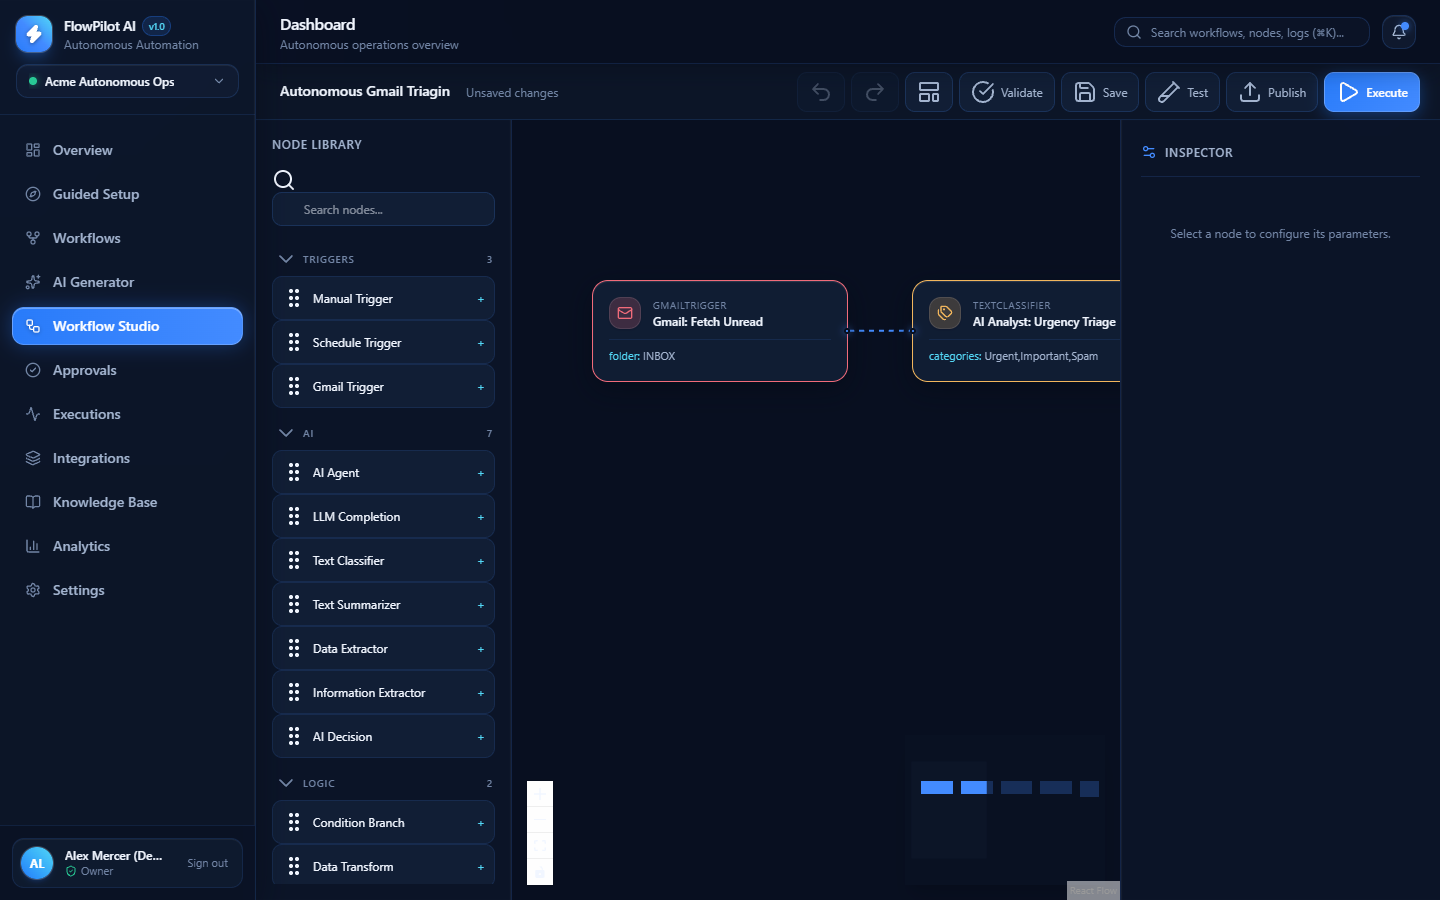 FlowPilot AI v1.0
Autonomous Automation
Acme Autonomous Ops
Overview
Guided Setup
Workflows
AI Generator
Workflow Studio
Approvals
Executions
Integrations
Knowledge Base
Analytics
Settings
AL
Alex Mercer (De...
Owner
Sign out
Dashboard
Autonomous operations overview
Search workflows, nodes, logs (⌘K)...
Autonomous Gmail Triagin
Unsaved changes
Validate
Save
Test
Publish
Execute
NODE LIBRARY
Search nodes...
TRIGGERS 3
Manual Trigger +
Schedule Trigger +
Gmail Trigger +
AI 7
AI Agent +
LLM Completion +
Text Classifier +
Text Summarizer +
Data Extractor +
Information Extractor +
AI Decision +
LOGIC 2
Condition Branch +
Data Transform +
GMAILTRIGGER
Gmail: Fetch Unread
folder: INBOX
TEXTCLASSIFIER
AI Analyst: Urgency Triage
categories: Urgent,Important,Spam
React Flow
INSPECTOR
Select a node to configure its parameters.